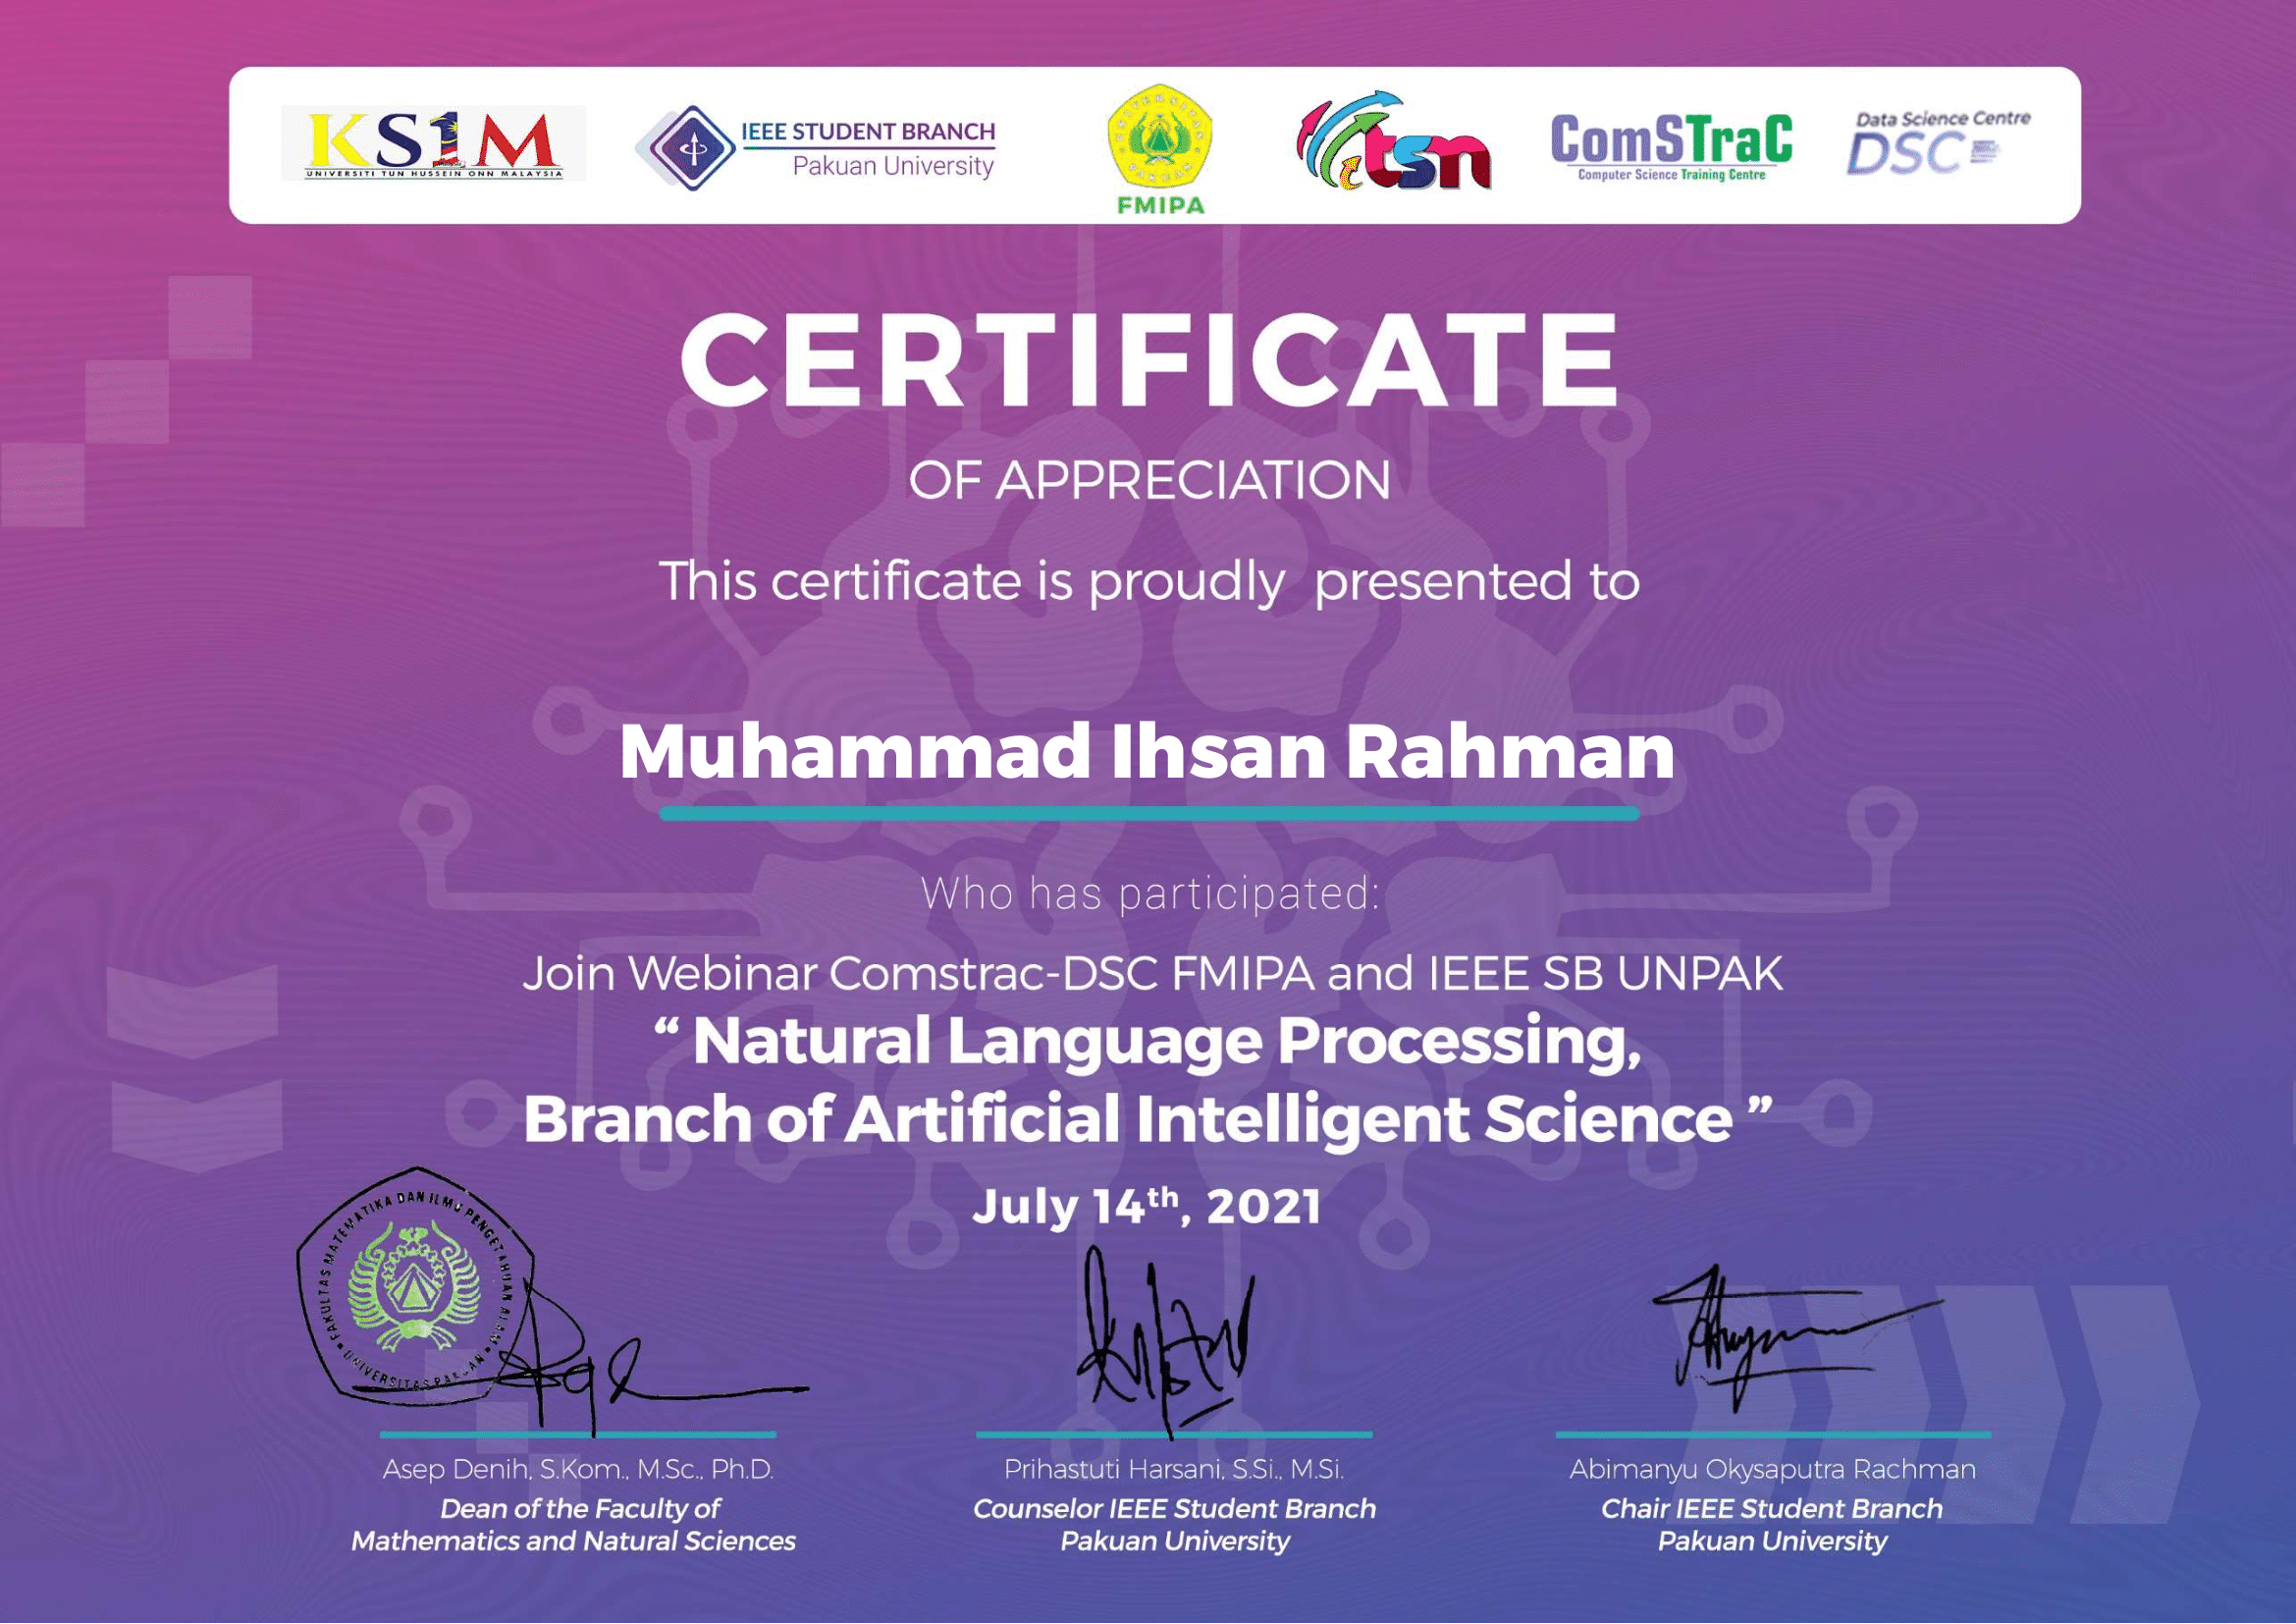 KS1M
UNIVERSITI TUN HUSSEIN ONN MALAYSIA
IEEE STUDENT BRANCH
Pakuan University
UNIVERSITAS
PAKUAN
FMIPA
tsn
ComSTraC
Computer Science Training Centre
Data Science Centre
DSC
CERTIFICATE
OF APPRECIATION
This certificate is proudly presented to
Muhammad Ihsan Rahman
Who has participated:
Join Webinar Comstrac-DSC FMIPA and IEEE SB UNPAK
“ Natural Language Processing,
Branch of Artificial Intelligent Science ”
July 14th, 2021
FAKULTAS MATEMATIKA DAN ILMU PENGETAHUAN ALAM
UNIVERSITAS PAKUAN
Asep Denih, S.Kom., M.Sc., Ph.D.
Dean of the Faculty of
Mathematics and Natural Sciences
Prihastuti Harsani, S.Si., M.Si.
Counselor IEEE Student Branch
Pakuan University
Abimanyu Okysaputra Rachman
Chair IEEE Student Branch
Pakuan University